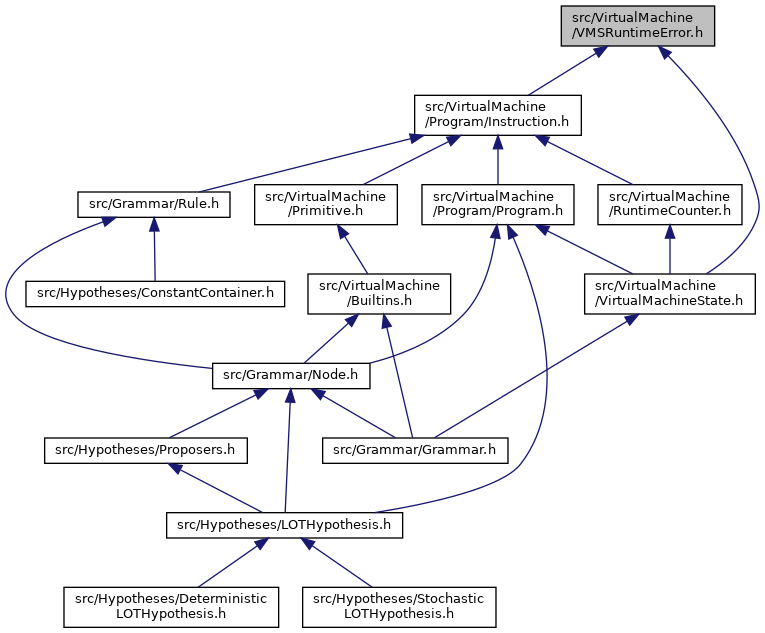 src/VirtualMachine
/VMSRuntimeError.h
src/VirtualMachine
/Program/Instruction.h
src/Grammar/Rule.h
src/VirtualMachine
/Primitive.h
src/VirtualMachine
/Program/Program.h
src/VirtualMachine
/RuntimeCounter.h
src/Hypotheses/ConstantContainer.h
src/VirtualMachine
/Builtins.h
src/VirtualMachine
/VirtualMachineState.h
src/Grammar/Node.h
src/Hypotheses/Proposers.h
src/Grammar/Grammar.h
src/Hypotheses/LOTHypothesis.h
src/Hypotheses/Deterministic
LOTHypothesis.h
src/Hypotheses/Stochastic
LOTHypothesis.h